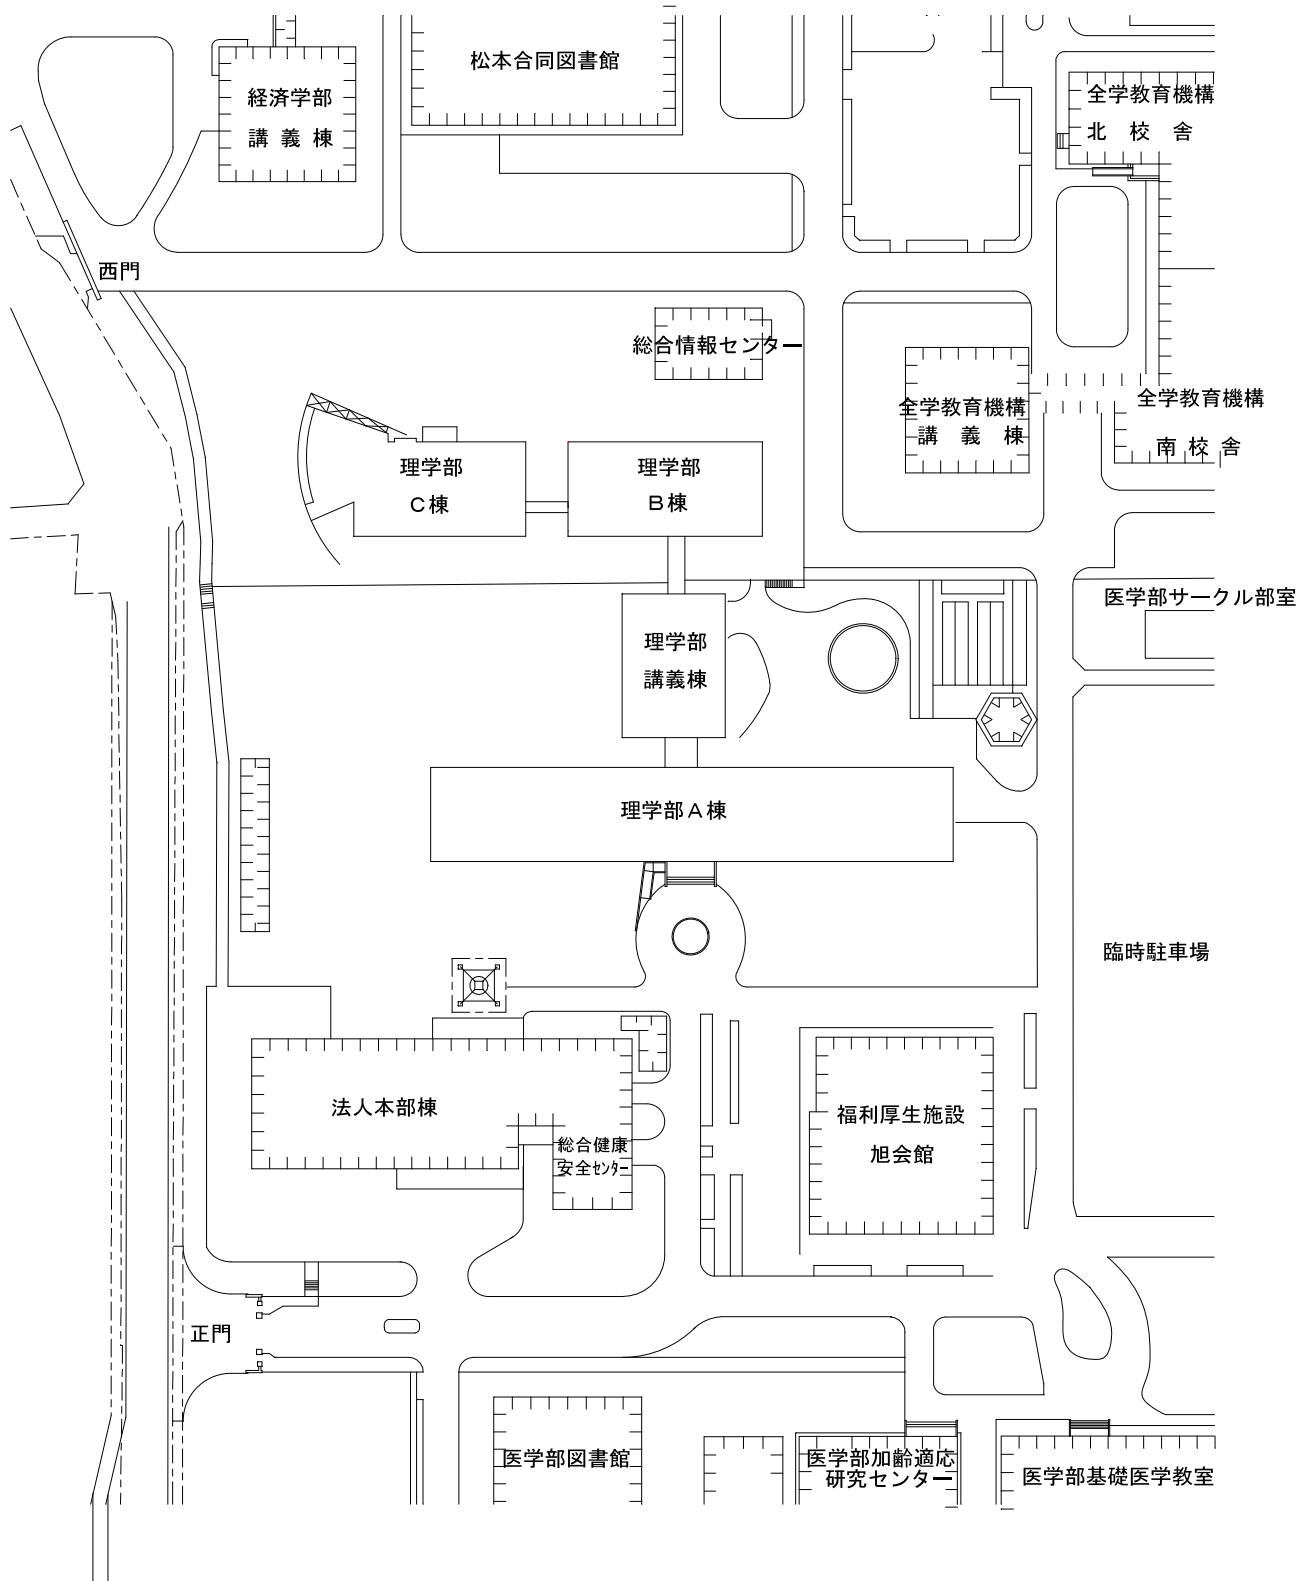 松本合同図書館
経済学部
講義棟
全学教育機構
北校舎
西門
総合情報センター
全学教育機構
講義棟
全学教育機構
南校舎
理学部
C棟
理学部
B棟
医学部サークル部室
理学部
講義棟
理学部A棟
臨時駐車場
法人本部棟
総合健康
安全センター
福利厚生施設
旭会館
正門
医学部図書館
医学部加齢適応
研究センター
医学部基礎医学教室